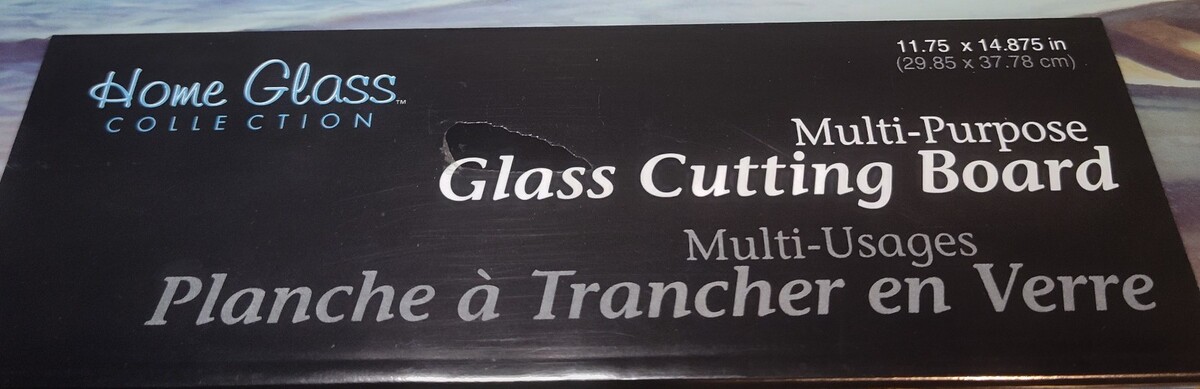 Home Glass™
COLLECTION
11.75 x 14.875 in
(29.85 x 37.78 cm)
Multi-Purpose
Glass Cutting Board
Multi-Usages
Planche à Trancher en Verre